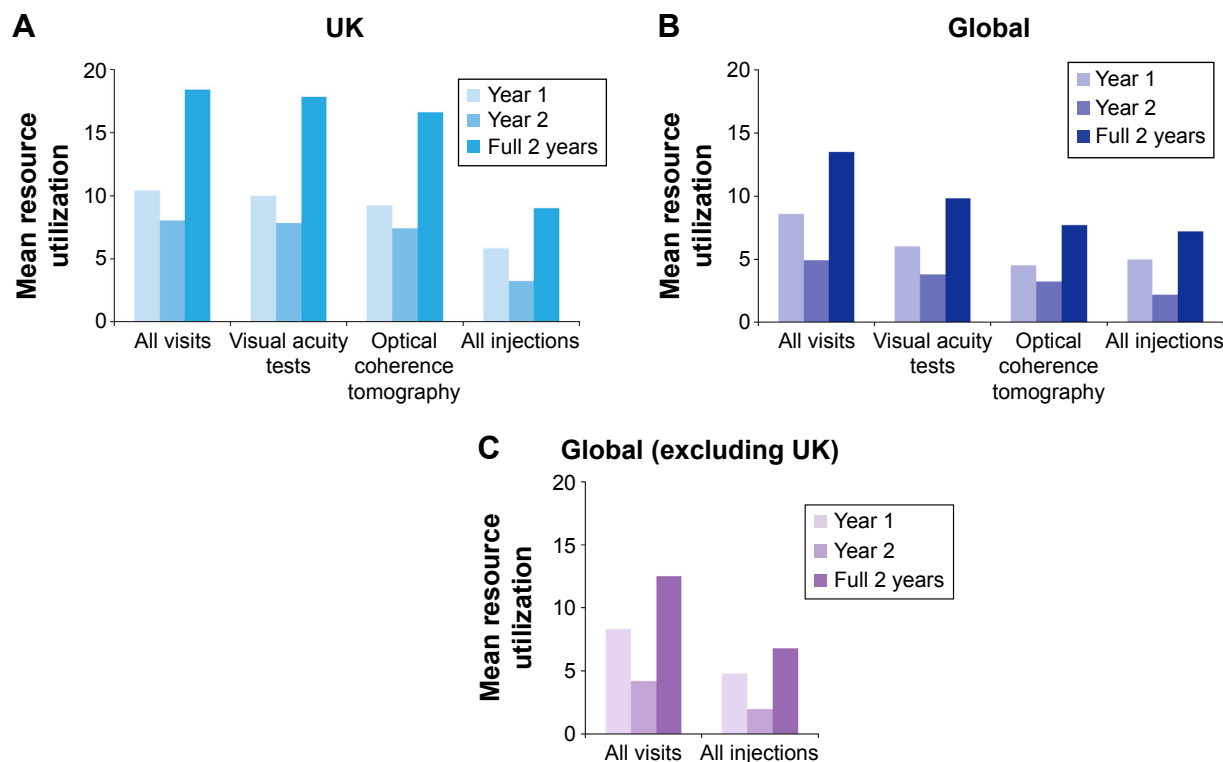 A
UK
Mean resource
utilization
20
15
10
5
0
Year 1
Year 2
Full 2 years
All visits
Visual acuity
tests
Optical
coherence
tomography
All injections
B
Global
Mean resource
utilization
20
15
10
5
0
Year 1
Year 2
Full 2 years
All visits
Visual acuity
tests
Optical
coherence
tomography
All injections
C
Global (excluding UK)
Mean resource
utilization
20
15
10
5
0
Year 1
Year 2
Full 2 years
All visits
All injections